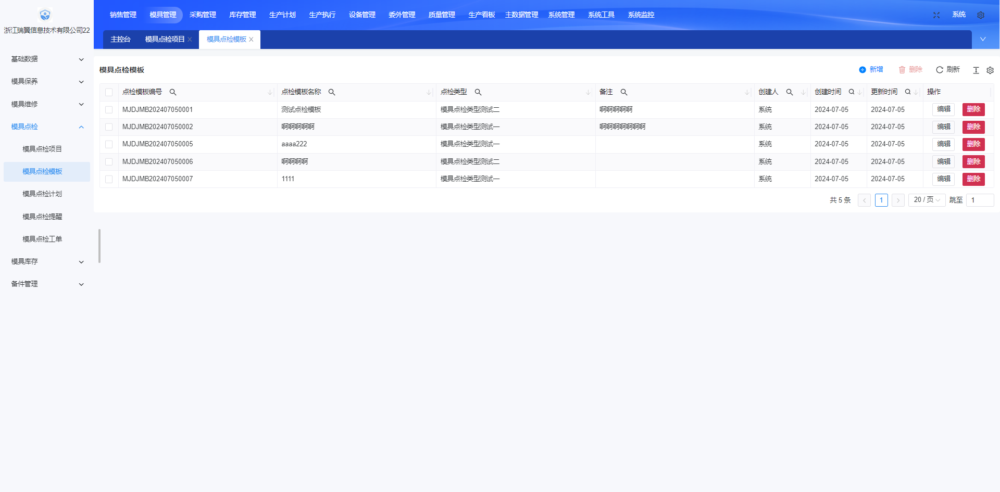 浙江瑞翼信息技术有限公司22
销售管理 模具管理 采购管理 库存管理 生产计划 生产执行 设备管理 委外管理 质量管理 生产看板 主数据管理 系统管理 系统工具 系统监控 系统
主控台 模具点检项目 模具点检模板
基础数据
模具保养
模具维修
模具点检
模具点检项目
模具点检模板
模具点检计划
模具点检提醒
模具点检工单
模具库存
备件管理
模具点检模板 新增 删除 刷新
点检模板编号 点检模板名称 点检类型 备注 创建人 创建时间 更新时间 操作
MJDJMB202407050001 测试点检模板 模具点检类型测试二 啊啊啊啊啊 系统 2024-07-05 2024-07-05 编辑 删除
MJDJMB202407050002 啊啊啊啊啊 模具点检类型测试一 啊啊啊啊啊啊啊 系统 2024-07-05 2024-07-05 编辑 删除
MJDJMB202407050005 aaaa222 模具点检类型测试一 系统 2024-07-05 2024-07-05 编辑 删除
MJDJMB202407050006 啊啊啊啊 模具点检类型测试二 系统 2024-07-05 2024-07-05 编辑 删除
MJDJMB202407050007 1111 模具点检类型测试一 系统 2024-07-05 2024-07-05 编辑 删除
共 5 条 1 20 / 页 跳至 1